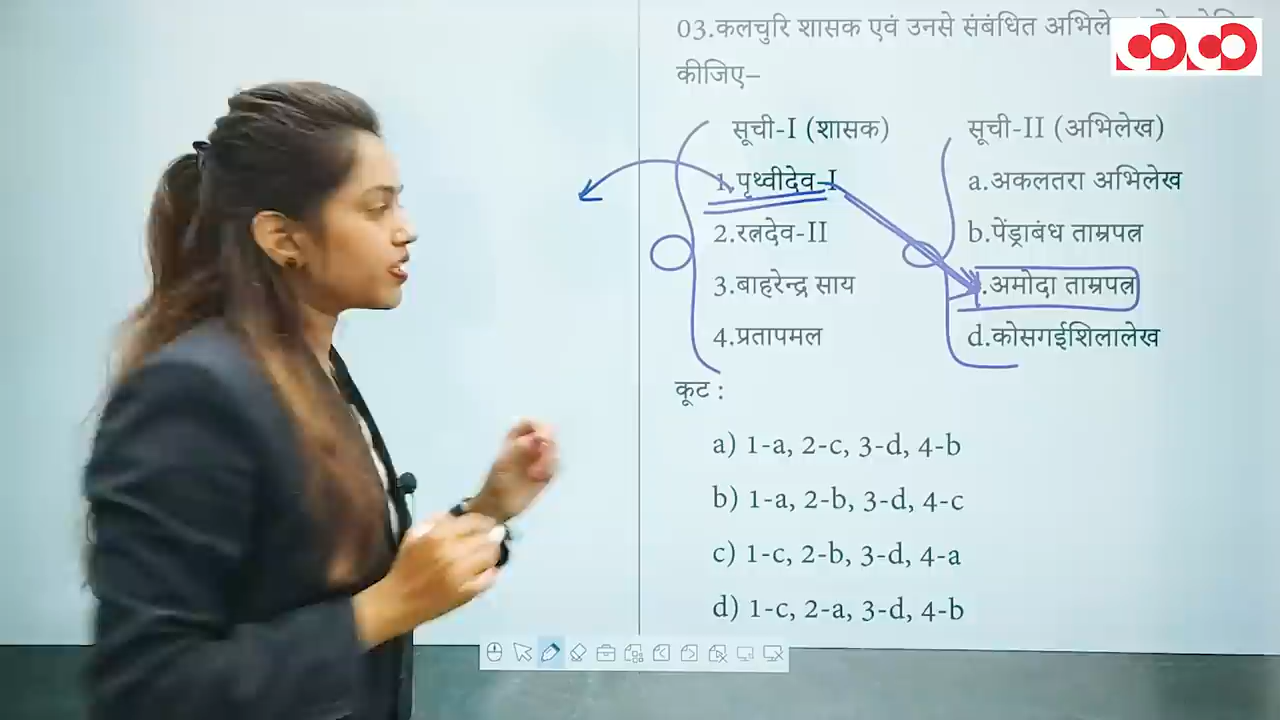 03.कलचुरि शासक एवं उनसे संबंधित
कीजिए–
सूची-I (शासक) सूची-II (अभिलेख)
1.पृथ्वीदेव-I a.अकलतरा अभिलेख
2.रत्नदेव-II b.पेंड्राबंध ताम्रपत्र
3.बाहरेन्द्र साय .अमोदा ताम्रपत्र
4.प्रतापमल d.कोसगईशिलालेख
कूट :
a) 1-a, 2-c, 3-d, 4-b
b) 1-a, 2-b, 3-d, 4-c
c) 1-c, 2-b, 3-d, 4-a
d) 1-c, 2-a, 3-d, 4-b